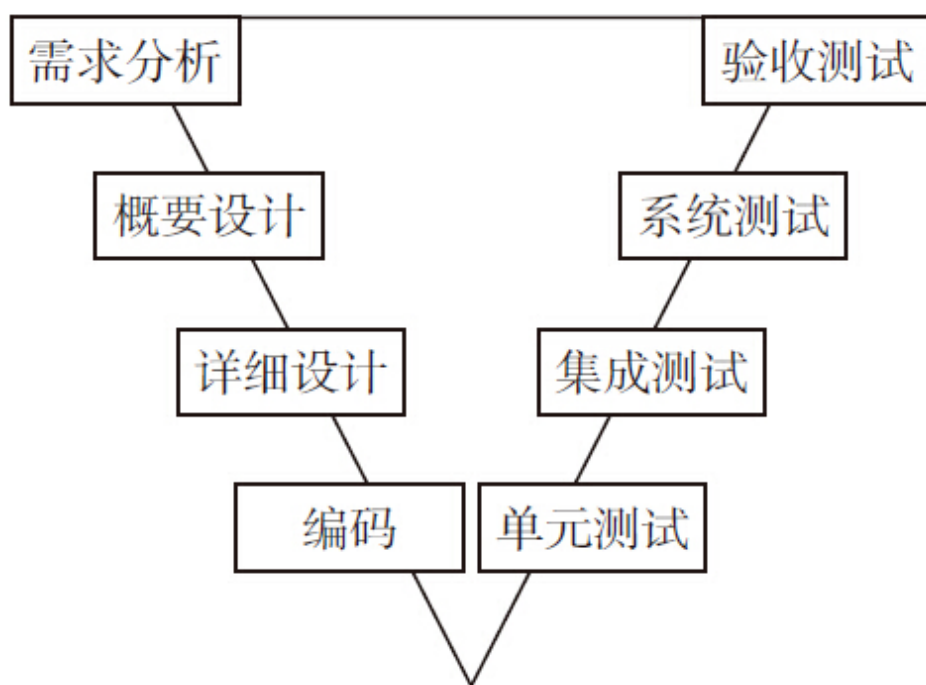 需求分析
验收测试
概要设计
系统测试
详细设计
集成测试
编码
单元测试